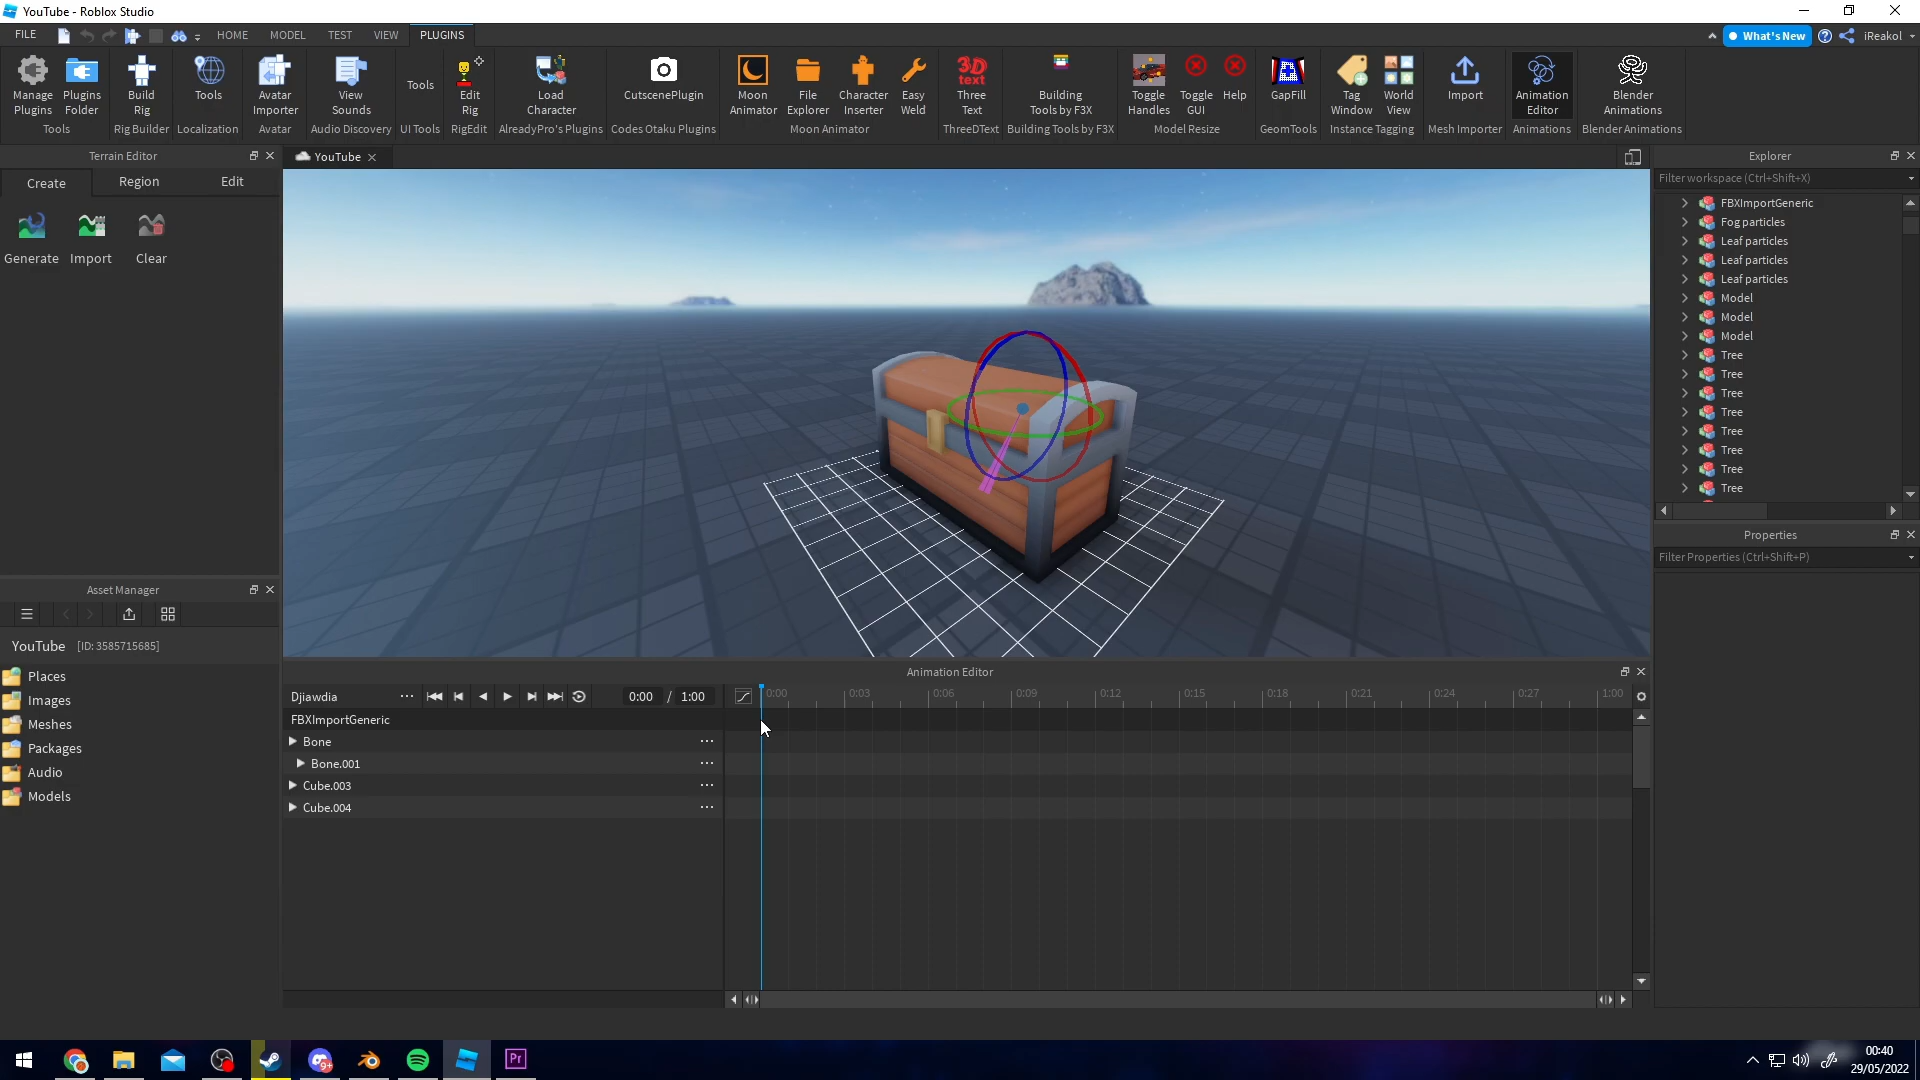 YouTube - Roblox Studio
FILE HOME MODEL TEST VIEW PLUGINS What's New iReakol
Manage Plugins
Plugins Folder
Tools
Build Rig
Rig Builder
Tools
Localization
Avatar Importer
Avatar
View Sounds
Audio Discovery
Tools
UI Tools
Edit Rig
RigEdit
Load Character
AlreadyPro's Plugins
CutscenePlugin
Codes Otaku Plugins
Moon Animator
File Explorer
Character Inserter
Easy Weld
Moon Animator
3D text
Three Text
ThreeDText
Building Tools by F3X
Building Tools by F3X
Toggle Handles
Toggle GUI
Help
Model Resize
GapFill
GeomTools
Tag Window
World View
Instance Tagging
Import
Mesh Importer
Animation Editor
Animations
Blender Animations
Blender Animations
Terrain Editor
Create Region Edit
Generate Import Clear
Asset Manager
YouTube [ID: 3585715685]
Places
Images
Meshes
Packages
Audio
Models
YouTube
Animation Editor
Djiawdia 0:00 / 1:00
0:00 0:03 0:06 0:09 0:12 0:15 0:18 0:21 0:24 0:27 1:00
FBXImportGeneric
Bone
Bone.001
Cube.003
Cube.004
Explorer
Filter workspace (Ctrl+Shift+X)
FBXImportGeneric
Fog particles
Leaf particles
Leaf particles
Leaf particles
Model
Model
Model
Tree
Tree
Tree
Tree
Tree
Tree
Tree
Tree
Properties
Filter Properties (Ctrl+Shift+P)
9+
Pr
00:40
29/05/2022